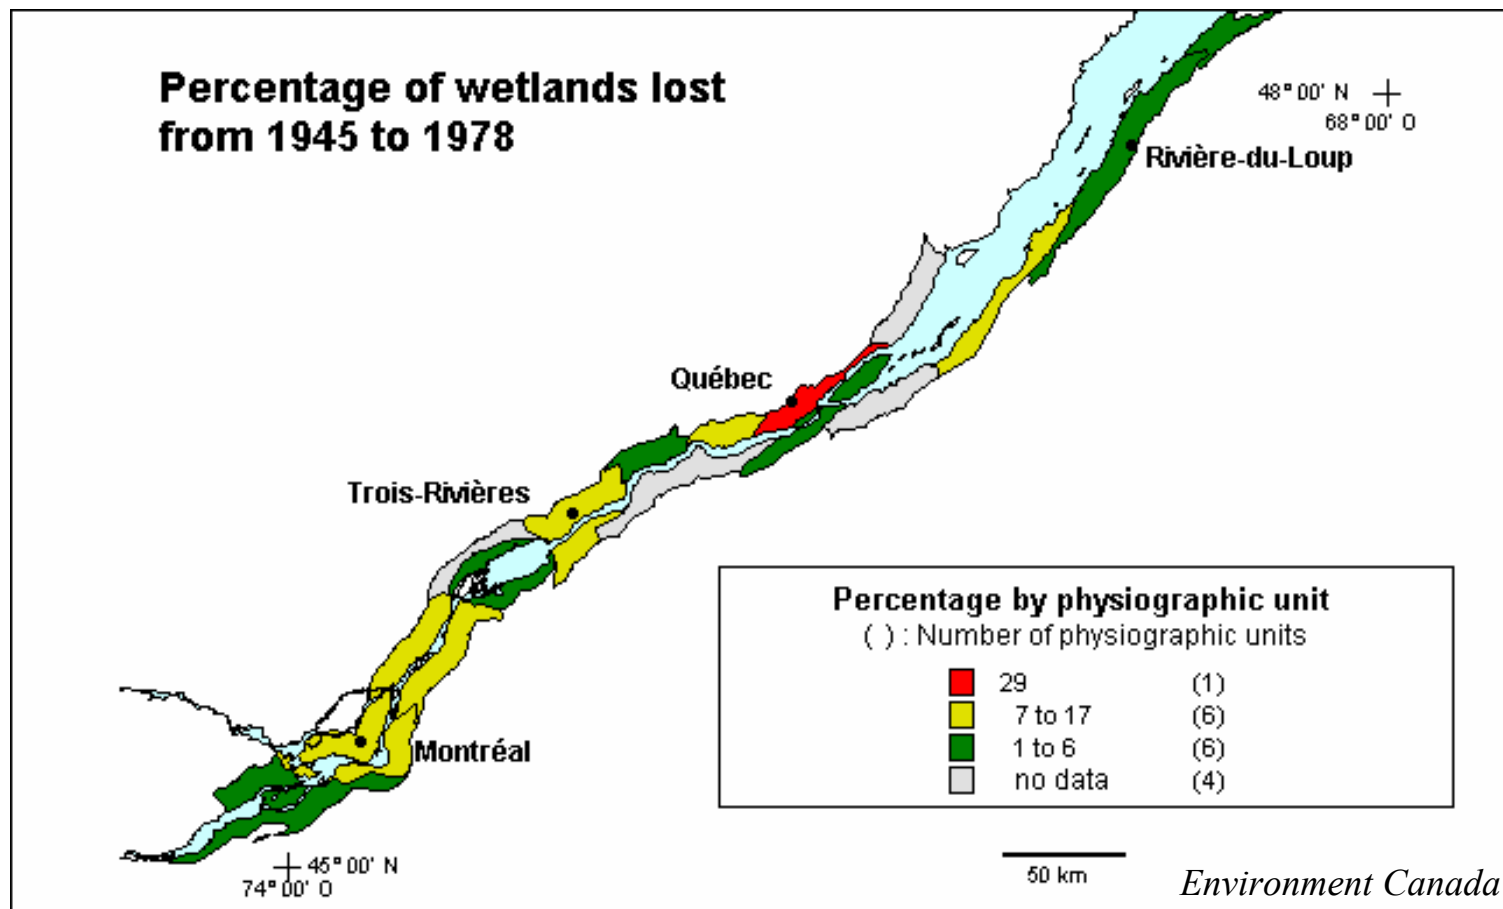 Percentage of wetlands lost
from 1945 to 1978
48° 00' N
68° 00' O
Rivière-du-Loup
Québec
Trois-Rivières
Montréal
Percentage by physiographic unit
( ) : Number of physiographic units
29 (1)
7 to 17 (6)
1 to 6 (6)
no data (4)
45° 00' N
74° 00' O
50 km
Environment Canada